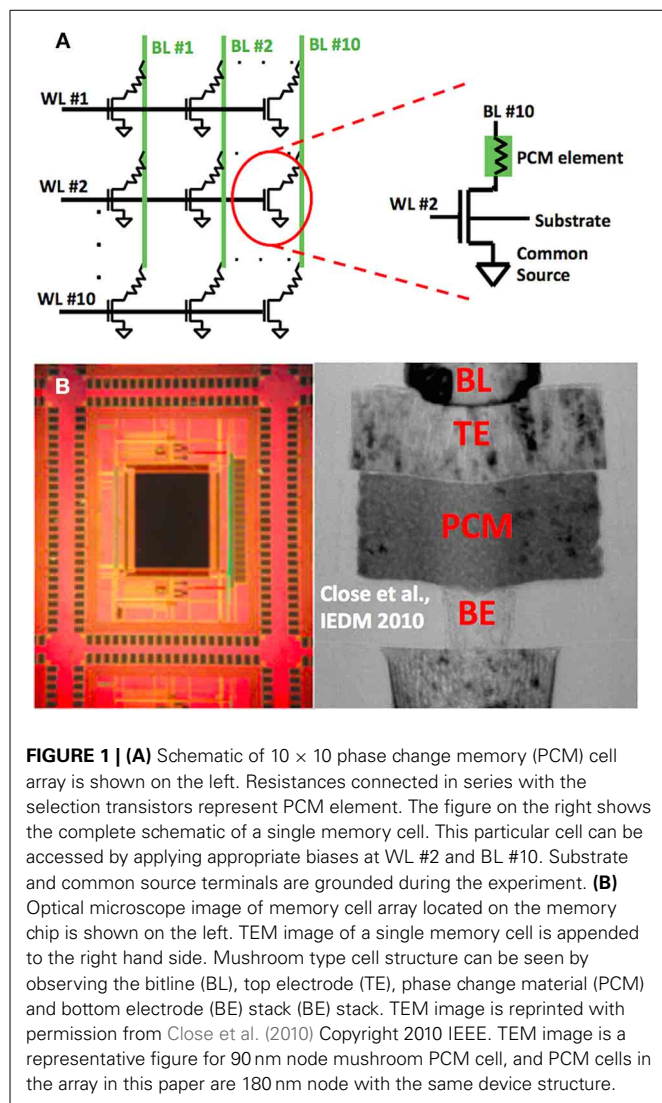 A
BL #1
BL #2
BL #10
WL #1
WL #2
WL #10
BL #10
PCM element
WL #2
Substrate
Common
Source
B
BL
TE
PCM
Close et al.,
IEDM 2010
BE
FIGURE 1 | (A) Schematic of 10 × 10 phase change memory (PCM) cell
array is shown on the left. Resistances connected in series with the
selection transistors represent PCM element. The figure on the right shows
the complete schematic of a single memory cell. This particular cell can be
accessed by applying appropriate biases at WL #2 and BL #10. Substrate
and common source terminals are grounded during the experiment. (B)
Optical microscope image of memory cell array located on the memory
chip is shown on the left. TEM image of a single memory cell is appended
to the right hand side. Mushroom type cell structure can be seen by
observing the bitline (BL), top electrode (TE), phase change material (PCM)
and bottom electrode (BE) stack (BE) stack. TEM image is reprinted with
permission from Close et al. (2010) Copyright 2010 IEEE. TEM image is a
representative figure for 90 nm node mushroom PCM cell, and PCM cells in
the array in this paper are 180 nm node with the same device structure.